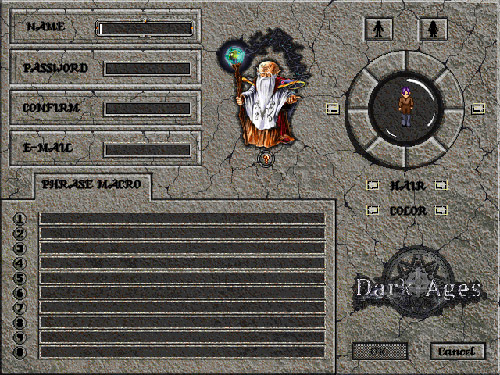 NAME
PASSWORD
CONFIRM
E-MAIL
PHRASE MACRO
1
2
3
4
5
6
7
8
9
HAIR
COLOR
Dark Ages
OK
Cancel